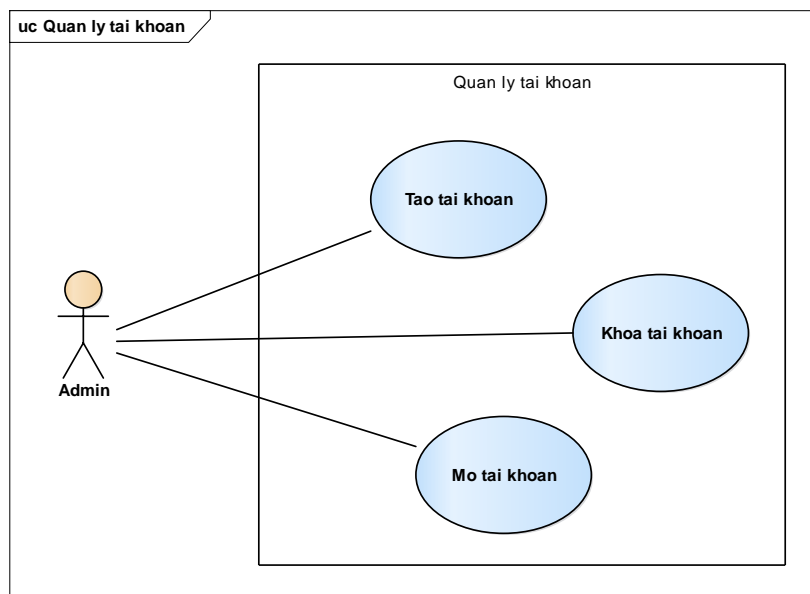 uc Quan ly tai khoan
Quan ly tai khoan
Tao tai khoan
Khoa tai khoan
Admin
Mo tai khoan